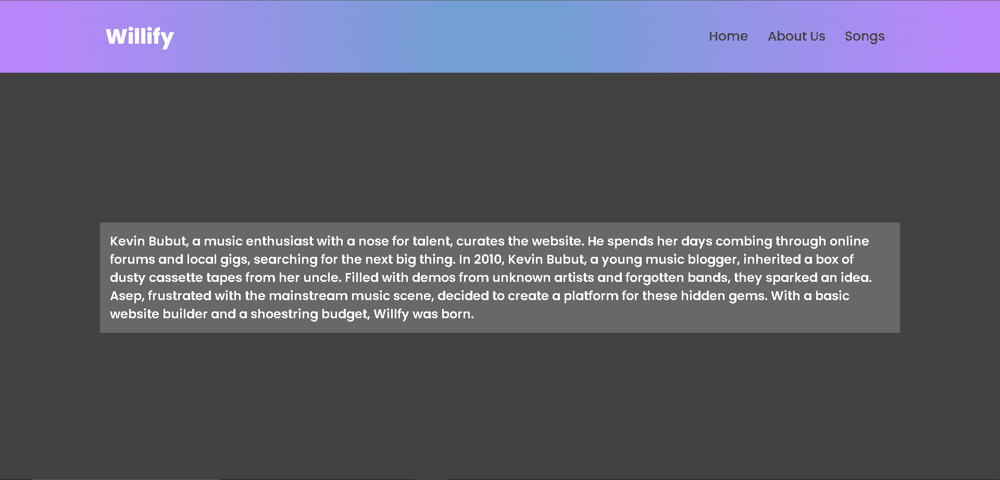 Willify
Home About Us Songs
Kevin Bubut, a music enthusiast with a nose for talent, curates the website. He spends her days combing through online
forums and local gigs, searching for the next big thing. In 2010, Kevin Bubut, a young music blogger, inherited a box of
dusty cassette tapes from her uncle. Filled with demos from unknown artists and forgotten bands, they sparked an idea.
Asep, frustrated with the mainstream music scene, decided to create a platform for these hidden gems. With a basic
website builder and a shoestring budget, Willfy was born.